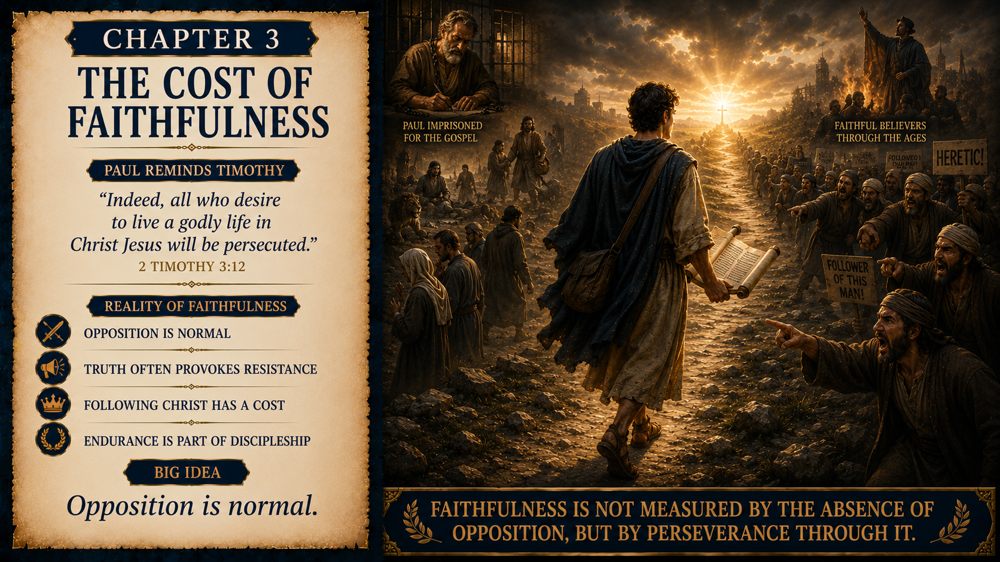 CHAPTER 3
THE COST OF
FAITHFULNESS
PAUL REMINDS TIMOTHY
“Indeed, all who desire
to live a godly life in
Christ Jesus will be persecuted.”
2 TIMOTHY 3:12
REALITY OF FAITHFULNESS
OPPOSITION IS NORMAL
TRUTH OFTEN PROVOKES RESISTANCE
FOLLOWING CHRIST HAS A COST
ENDURANCE IS PART OF DISCIPLESHIP
BIG IDEA
Opposition is normal.
PAUL IMPRISONED
FOR THE GOSPEL
FAITHFUL BELIEVERS
THROUGH THE AGES
HERETIC!
FOLLOWER
OF THIS
MAN!
FAITHFULNESS IS NOT MEASURED BY THE ABSENCE OF
OPPOSITION, BUT BY PERSEVERANCE THROUGH IT.